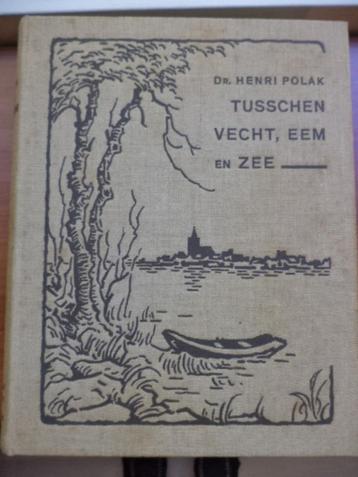 DR. HENRI POLAK
TUSSCHEN
VECHT, EEM
EN ZEE